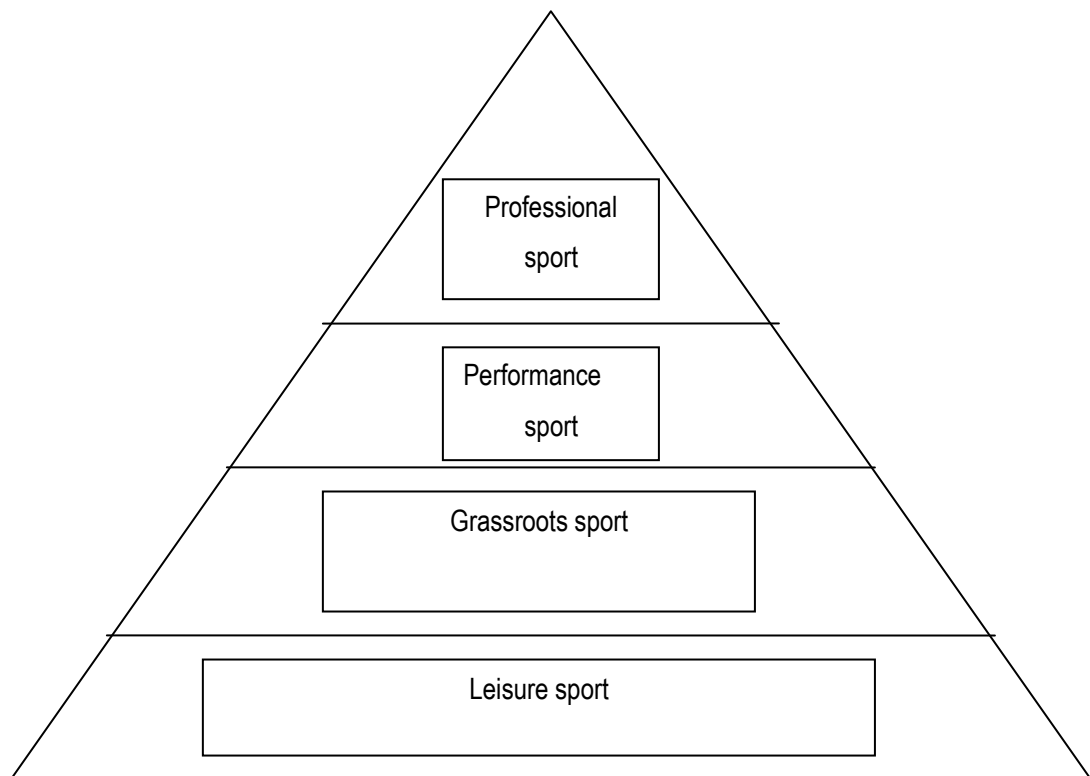 Professional
sport
Performance
sport
Grassroots sport
Leisure sport